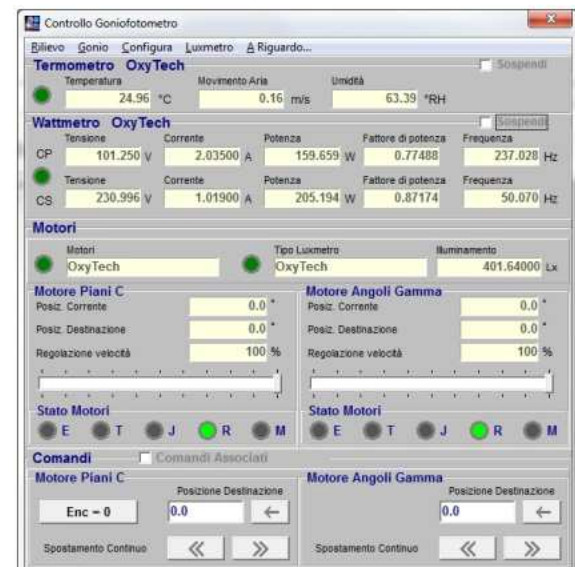 Controllo Goniofotometro
Rilievo Gonio Configura Luxmetro A Riguardo...
Termometro OxyTech Sospendi
Temperatura Movimento Aria Umidità
24.96 °C 0.16 m/s 63.39 °RH
Wattmetro OxyTech Sospendi
Tensione Corrente Potenza Fattore di potenza Frequenza
CP 101.250 V 2.03500 A 159.659 W 0.77488 237.028 Hz
Tensione Corrente Potenza Fattore di potenza Frequenza
CS 230.996 V 1.01900 A 205.194 W 0.87174 50.070 Hz
Motori
Motori Tipo Luxmetro Illuminamento
OxyTech OxyTech 401.64000 Lx
Motore Piani C Motore Angoli Gamma
Posiz. Corrente 0.0 ° Posiz. Corrente 0.0 °
Posiz. Destinazione 0.0 ° Posiz. Destinazione 0.0 °
Regolazione velocità 100 % Regolazione velocità 100 %
Stato Motori Stato Motori
E T J R M E T J R M
Comandi Comandi Associati
Motore Piani C Motore Angoli Gamma
Posizione Destinazione Posizione Destinazione
Enc = 0 0.0 0.0
Spostamento Continuo Spostamento Continuo